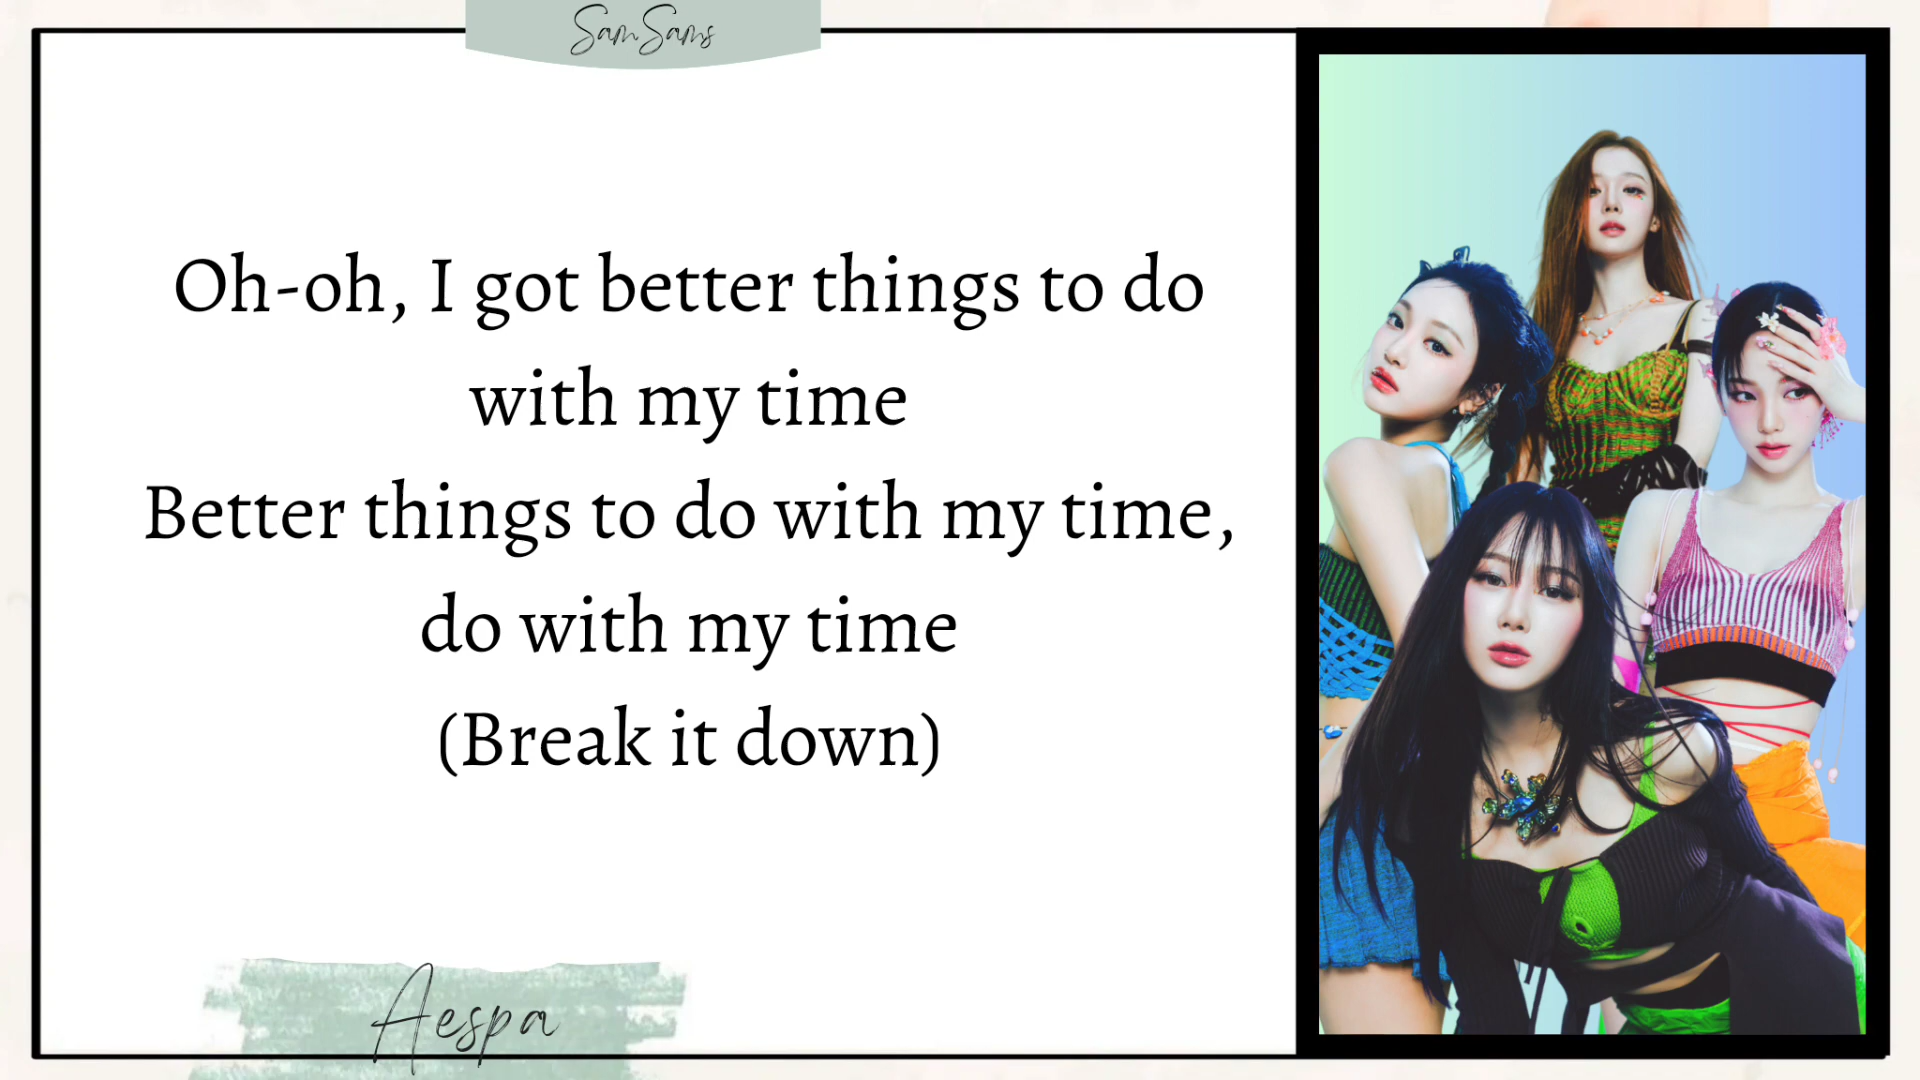 SamSams
Oh-oh, I got better things to do
with my time
Better things to do with my time,
do with my time
(Break it down)
Aespa